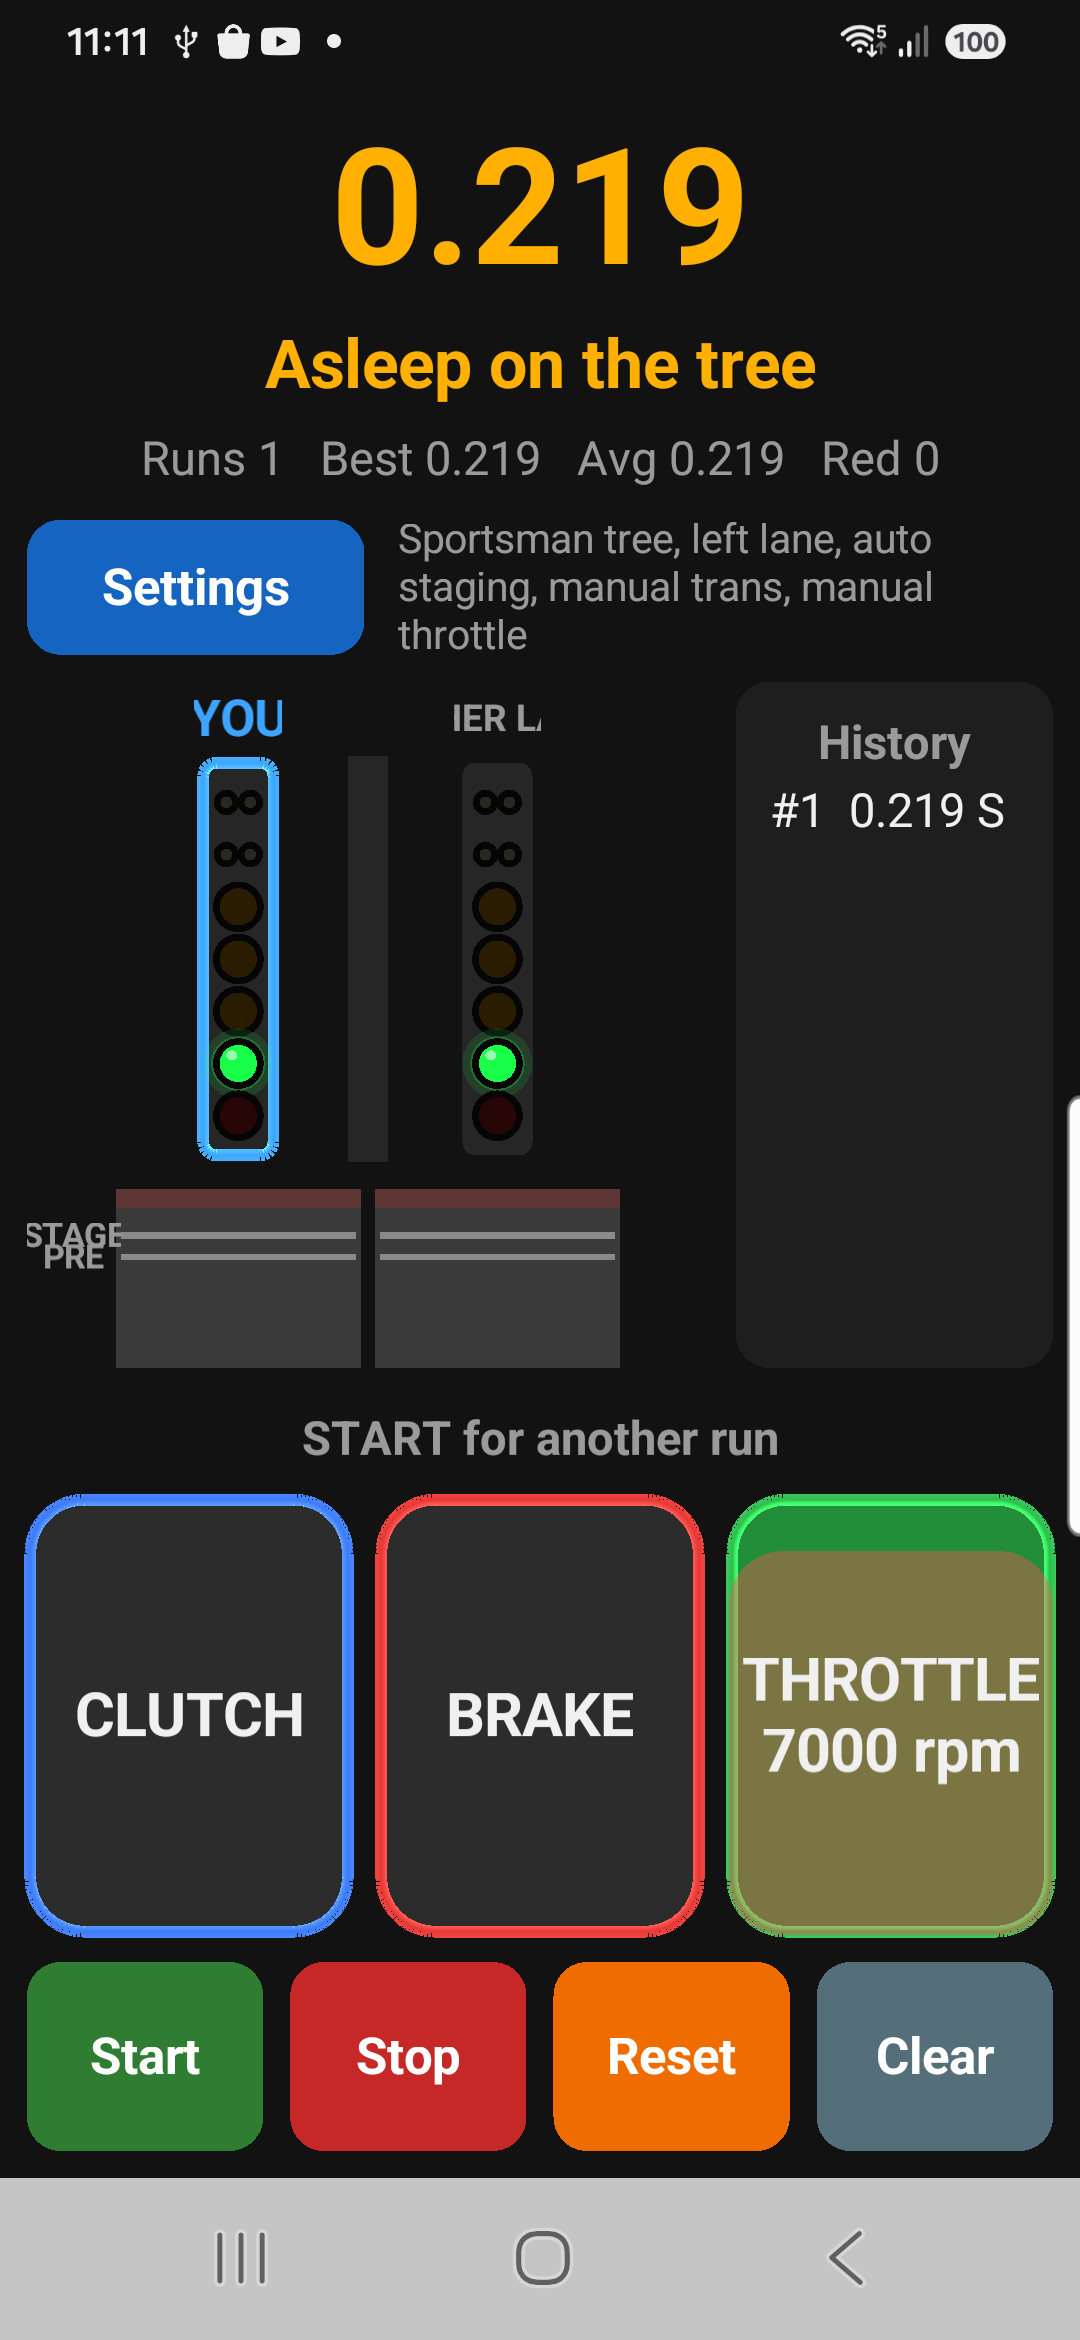 11:11
5
100
0.219
Asleep on the tree
Runs 1 Best 0.219 Avg 0.219 Red 0
Settings
Sportsman tree, left lane, auto
staging, manual trans, manual
throttle
YOU
IER LA
History
#1 0.219 S
STAGE
PRE
START for another run
CLUTCH
BRAKE
THROTTLE
7000 rpm
Start
Stop
Reset
Clear